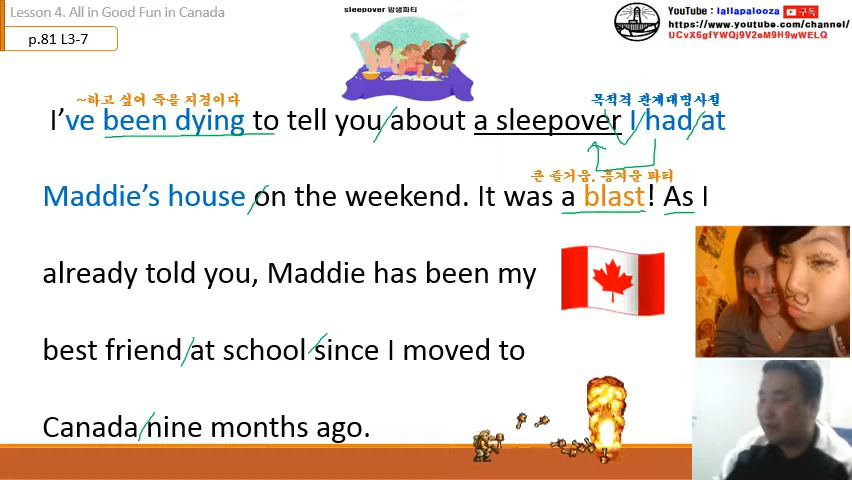 Lesson 4. All in Good Fun in Canada
p.81 L3-7
sleepover 밤샘파티
YouTube : lallapalooza 구독
https://www.youtube.com/channel/
UCvX6gfYWQj9V2eM9H9wWELQ
~하고 싶어 죽을 지경이다
목적격 관계대명사절
I've been dying to tell you about a sleepover I had at
큰 즐거움, 흥겨운 파티
Maddie's house on the weekend. It was a blast! As I
already told you, Maddie has been my
best friend at school since I moved to
Canada nine months ago.